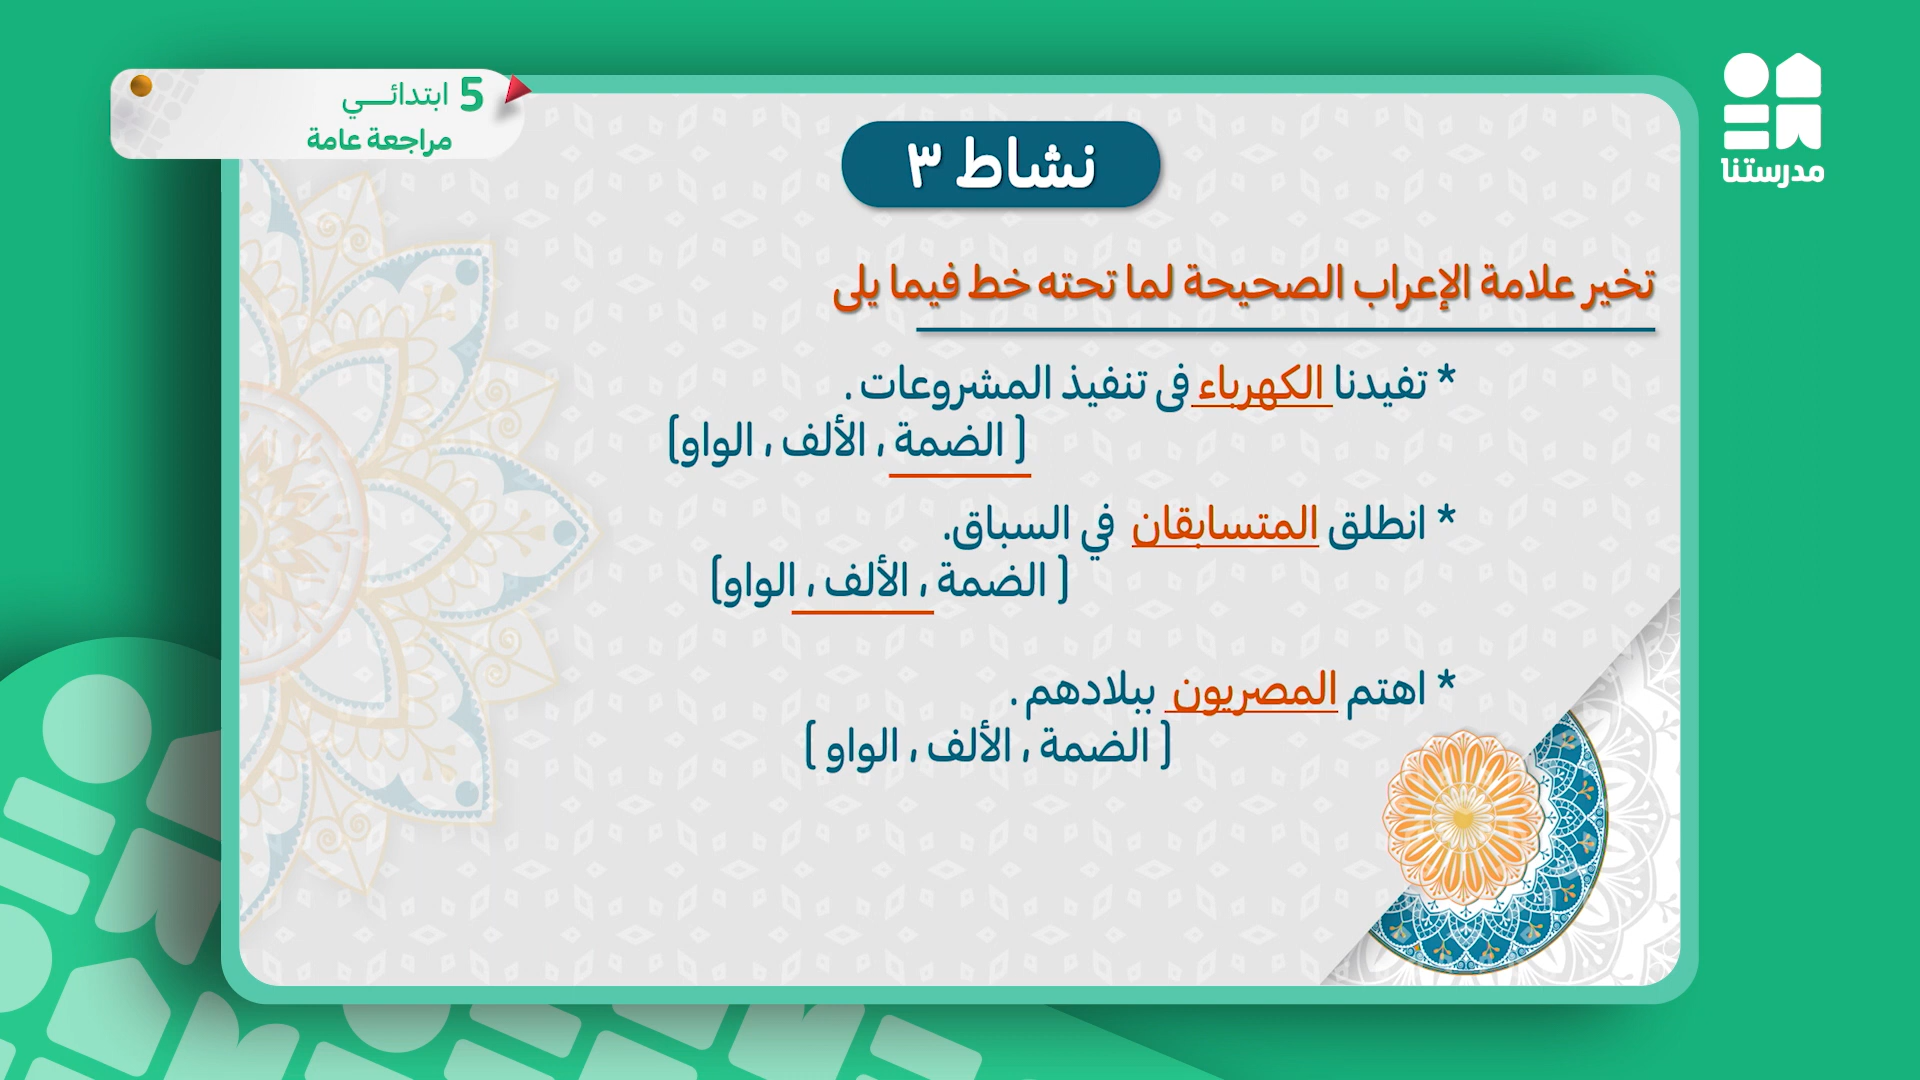 5 ابتدائـــي
مراجعة عامة
مدرستنا
نشاط ٣
تخير علامة الإعراب الصحيحة لما تحته خط فيما يلى
* تفيدنا الكهرباء فى تنفيذ المشروعات .
( الضمة ، الألف ، الواو)
* انطلق المتسابقان في السباق.
( الضمة ، الألف ، الواو)
* اهتم المصريون ببلادهم .
( الضمة ، الألف ، الواو )